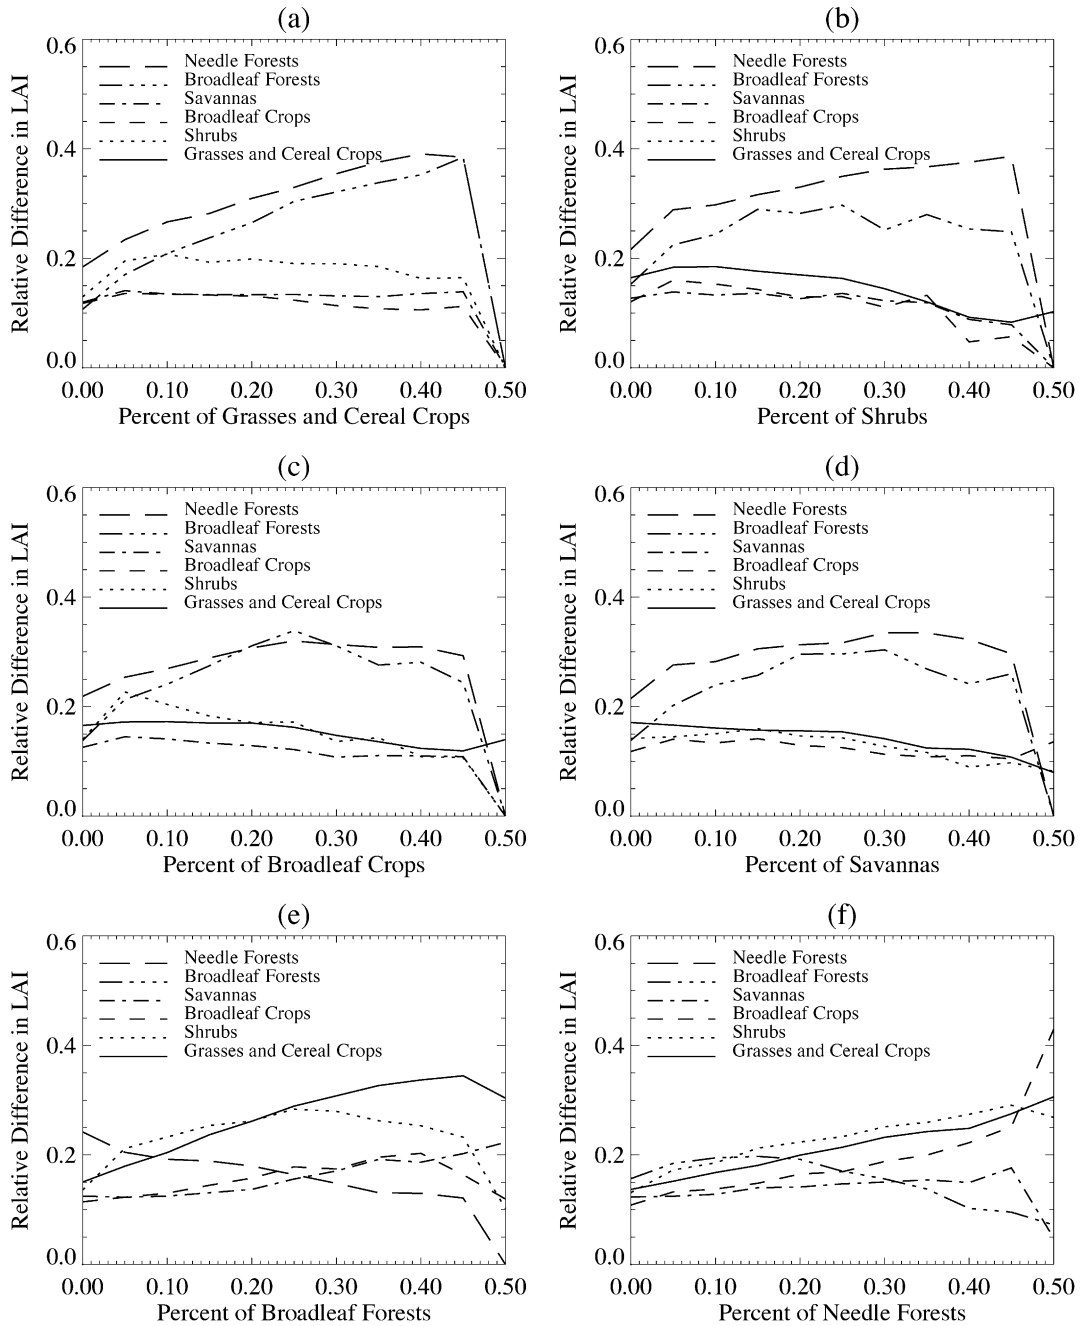 (a)
0.6
0.4
0.2
0.0
Relative Difference in LAI
Needle Forests
Broadleaf Forests
Savannas
Broadleaf Crops
Shrubs
Grasses and Cereal Crops
0.00 0.10 0.20 0.30 0.40 0.50
Percent of Grasses and Cereal Crops
(b)
0.6
0.4
0.2
0.0
Relative Difference in LAI
Needle Forests
Broadleaf Forests
Savannas
Broadleaf Crops
Shrubs
Grasses and Cereal Crops
0.00 0.10 0.20 0.30 0.40 0.50
Percent of Shrubs
(c)
0.6
0.4
0.2
0.0
Relative Difference in LAI
Needle Forests
Broadleaf Forests
Savannas
Broadleaf Crops
Shrubs
Grasses and Cereal Crops
0.00 0.10 0.20 0.30 0.40 0.50
Percent of Broadleaf Crops
(d)
0.6
0.4
0.2
0.0
Relative Difference in LAI
Needle Forests
Broadleaf Forests
Savannas
Broadleaf Crops
Shrubs
Grasses and Cereal Crops
0.00 0.10 0.20 0.30 0.40 0.50
Percent of Savannas
(e)
0.6
0.4
0.2
0.0
Relative Difference in LAI
Needle Forests
Broadleaf Forests
Savannas
Broadleaf Crops
Shrubs
Grasses and Cereal Crops
0.00 0.10 0.20 0.30 0.40 0.50
Percent of Broadleaf Forests
(f)
0.6
0.4
0.2
0.0
Relative Difference in LAI
Needle Forests
Broadleaf Forests
Savannas
Broadleaf Crops
Shrubs
Grasses and Cereal Crops
0.00 0.10 0.20 0.30 0.40 0.50
Percent of Needle Forests